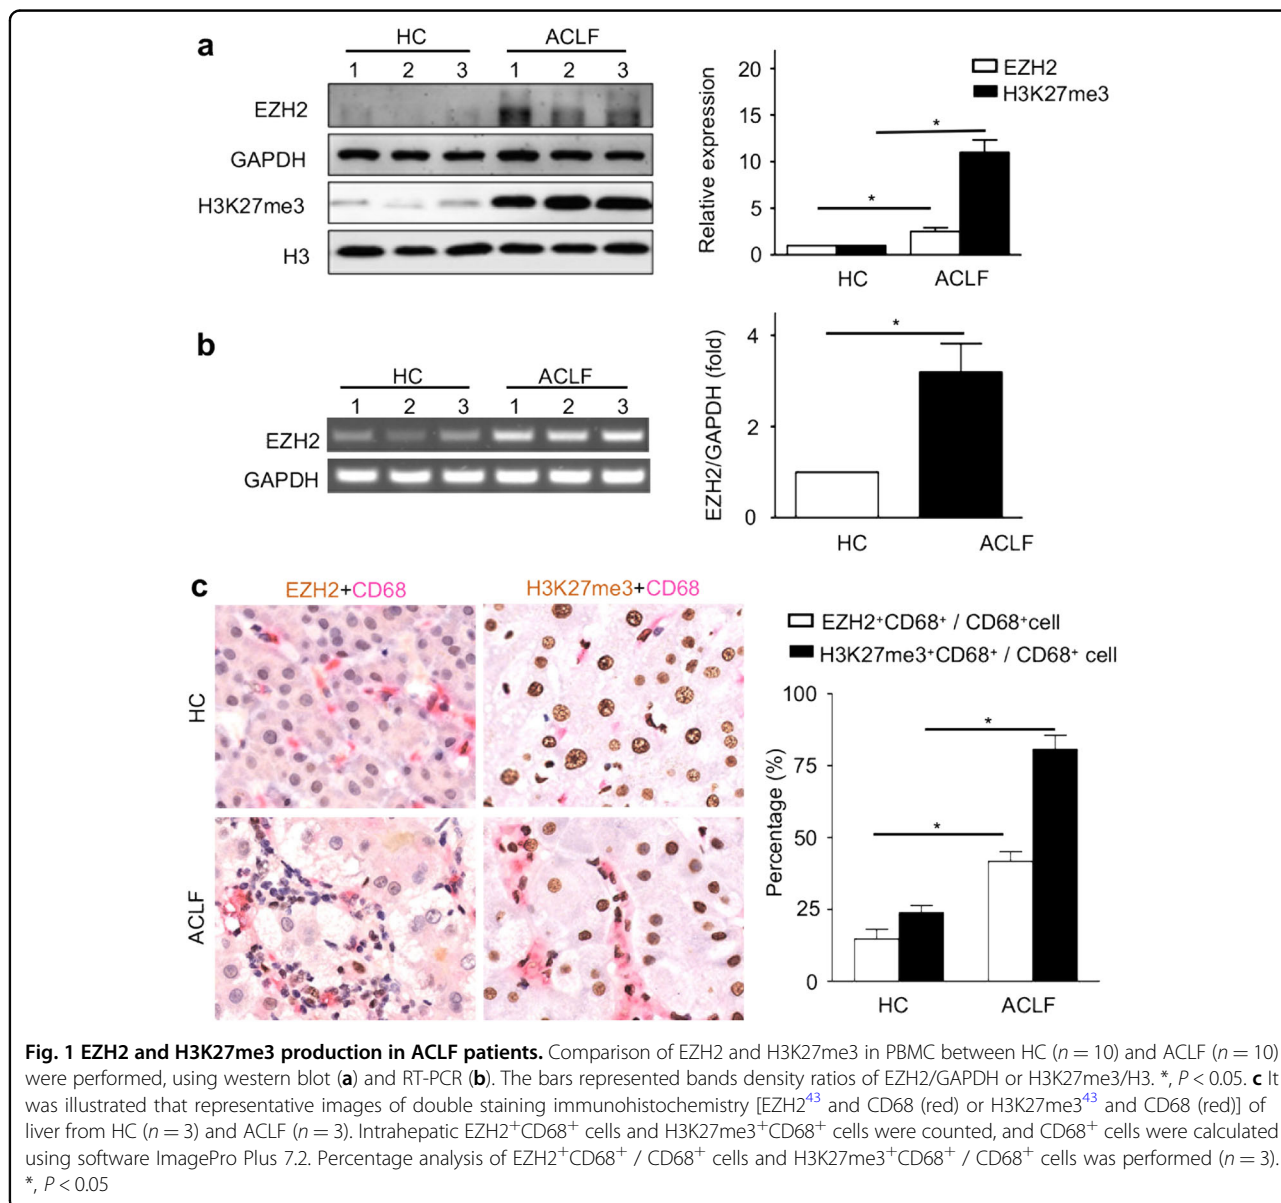 a
HC ACLF
1 2 3 1 2 3
EZH2
GAPDH
H3K27me3
H3
EZH2
H3K27me3
Relative expression
20
15
10
5
0
*
*
HC ACLF
b
HC ACLF
1 2 3 1 2 3
EZH2
GAPDH
EZH2/GAPDH (fold)
4
2
0
*
HC ACLF
c
EZH2+CD68 H3K27me3+CD68
HC
ACLF
EZH2⁺CD68⁺ / CD68⁺cell
H3K27me3⁺CD68⁺ / CD68⁺ cell
Percentage (%)
100
75
50
25
0
*
*
HC ACLF
Fig. 1 EZH2 and H3K27me3 production in ACLF patients. Comparison of EZH2 and H3K27me3 in PBMC between HC (n = 10) and ACLF (n = 10)
were performed, using western blot (a) and RT-PCR (b). The bars represented bands density ratios of EZH2/GAPDH or H3K27me3/H3. *, P < 0.05. c It
was illustrated that representative images of double staining immunohistochemistry [EZH2⁴³ and CD68 (red) or H3K27me3⁴³ and CD68 (red)] of
liver from HC (n = 3) and ACLF (n = 3). Intrahepatic EZH2⁺CD68⁺ cells and H3K27me3⁺CD68⁺ cells were counted, and CD68⁺ cells were calculated
using software ImagePro Plus 7.2. Percentage analysis of EZH2⁺CD68⁺ / CD68⁺ cells and H3K27me3⁺CD68⁺ / CD68⁺ cells was performed (n = 3).
*, P < 0.05